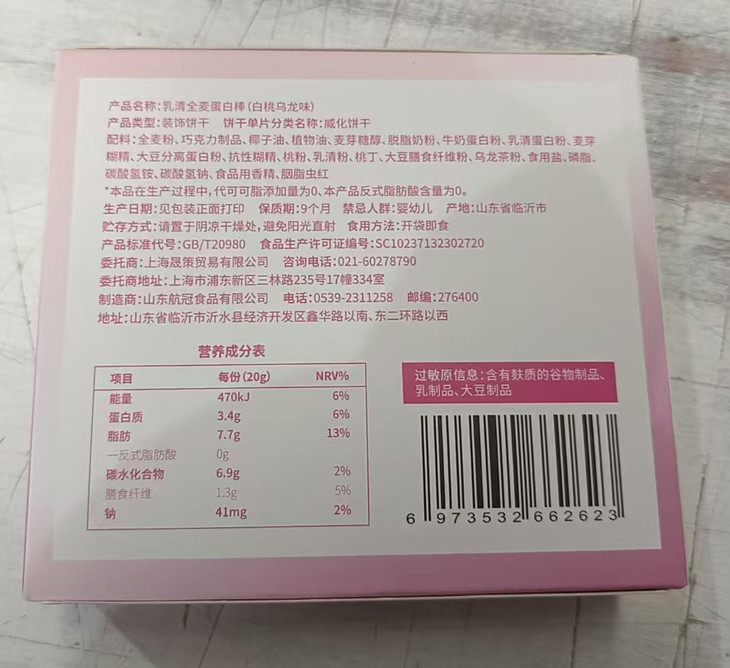 产品名称:乳清全麦蛋白棒(白桃乌龙味)
产品类型:装饰饼干 饼干单片分类名称:威化饼干
配料:全麦粉、巧克力制品、椰子油、植物油、麦芽糖醇、脱脂奶粉、牛奶蛋白粉、乳清蛋白粉、麦芽
糊精、大豆分离蛋白粉、抗性糊精、桃粉、乳清粉、桃丁、大豆膳食纤维粉、乌龙茶粉、食用盐、磷脂、
碳酸氢铵、碳酸氢钠、食品用香精、胭脂虫红
*本品在生产过程中,代可可脂添加量为0、本产品反式脂肪酸含量为0。
生产日期:见包装正面打印 保质期:9个月 禁忌人群:婴幼儿 产地:山东省临沂市
贮存方式:请置于阴凉干燥处,避免阳光直射 食用方法:开袋即食
产品标准代号:GB/T20980 食品生产许可证编号:SC10237132302720
委托商:上海晟策贸易有限公司 咨询电话:021-60278790
委托商地址:上海市浦东新区三林路235号17幢334室
制造商:山东航冠食品有限公司 电话:0539-2311258 邮编:276400
地址:山东省临沂市沂水县经济开发区鑫华路以南、东二环路以西
营养成分表
项目 每份(20g) NRV%
能量 470kJ 6%
蛋白质 3.4g 6%
脂肪 7.7g 13%
一反式脂肪酸 0g
碳水化合物 6.9g 2%
膳食纤维 1.3g 5%
钠 41mg 2%
过敏原信息:含有麸质的谷物制品、
乳制品、大豆制品
6 973532 662623